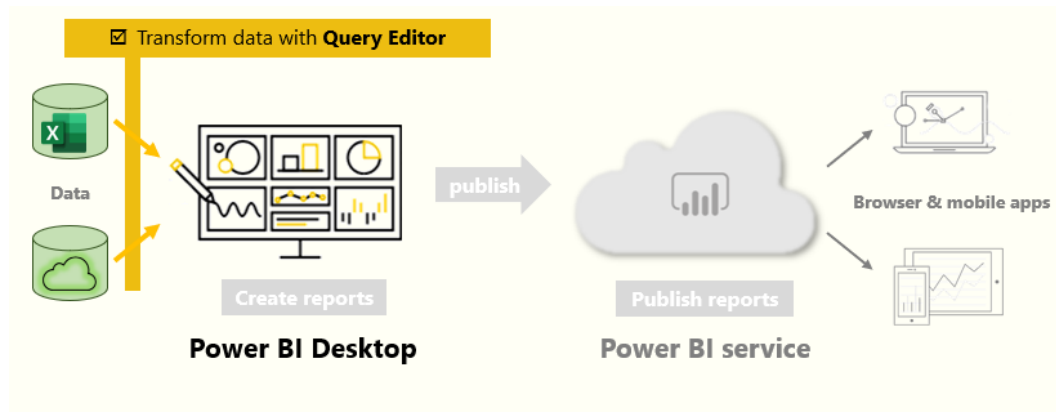 ☑ Transform data with Query Editor
X
Data
publish
Browser & mobile apps
Create reports
Publish reports
Power BI Desktop
Power BI service